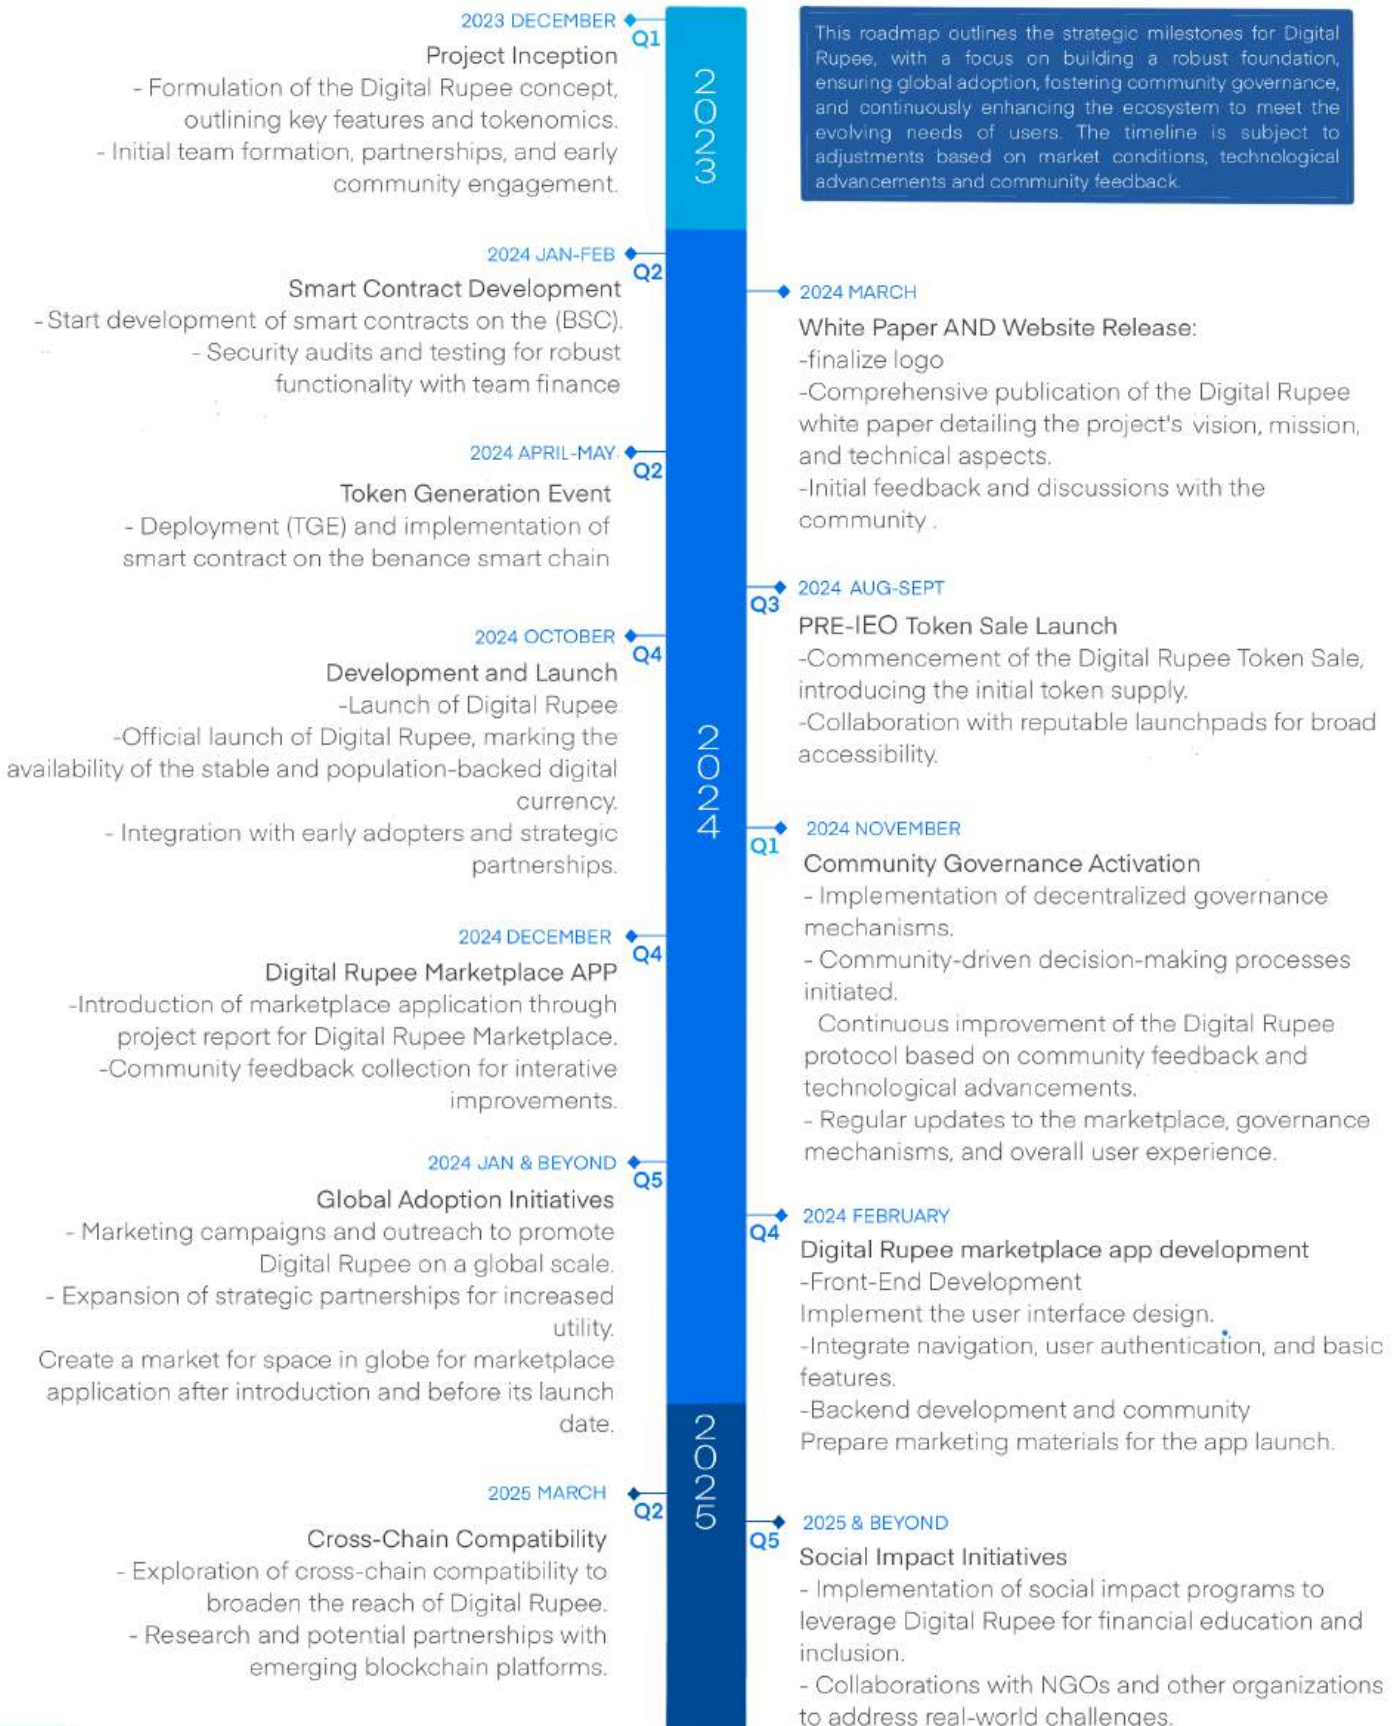 2023 DECEMBER
Q1
Project Inception
- Formulation of the Digital Rupee concept,
outlining key features and tokenomics.
- Initial team formation, partnerships, and early
community engagement.
2023
This roadmap outlines the strategic milestones for Digital
Rupee, with a focus on building a robust foundation,
ensuring global adoption, fostering community governance,
and continuously enhancing the ecosystem to meet the
evolving needs of users. The timeline is subject to
adjustments based on market conditions, technological
advancements and community feedback.
2024 JAN-FEB
Q2
Smart Contract Development
- Start development of smart contracts on the (BSC).
- Security audits and testing for robust
functionality with team finance
2024 MARCH
White Paper AND Website Release:
-finalize logo
-Comprehensive publication of the Digital Rupee
white paper detailing the project's vision, mission,
and technical aspects.
-Initial feedback and discussions with the
community .
2024 APRIL-MAY
Q2
Token Generation Event
- Deployment (TGE) and implementation of
smart contract on the benance smart chain
2024 AUG-SEPT
Q3
PRE-IEO Token Sale Launch
-Commencement of the Digital Rupee Token Sale,
introducing the initial token supply.
-Collaboration with reputable launchpads for broad
accessibility.
2024 OCTOBER
Q4
Development and Launch
-Launch of Digital Rupee
-Official launch of Digital Rupee, marking the
availability of the stable and population-backed digital
currency.
- Integration with early adopters and strategic
partnerships.
2024
2024 NOVEMBER
Q1
Community Governance Activation
- Implementation of decentralized governance
mechanisms.
- Community-driven decision-making processes
initiated.
Continuous improvement of the Digital Rupee
protocol based on community feedback and
technological advancements.
- Regular updates to the marketplace, governance
mechanisms, and overall user experience.
2024 DECEMBER
Q4
Digital Rupee Marketplace APP
-Introduction of marketplace application through
project report for Digital Rupee Marketplace.
-Community feedback collection for interative
improvements.
2024 JAN & BEYOND
Q5
Global Adoption Initiatives
- Marketing campaigns and outreach to promote
Digital Rupee on a global scale.
- Expansion of strategic partnerships for increased
utility.
Create a market for space in globe for marketplace
application after introduction and before its launch
date.
2024 FEBRUARY
Q4
Digital Rupee marketplace app development
-Front-End Development
Implement the user interface design.
-Integrate navigation, user authentication, and basic
features.
-Backend development and community
Prepare marketing materials for the app launch.
2025
2025 MARCH
Q2
Cross-Chain Compatibility
- Exploration of cross-chain compatibility to
broaden the reach of Digital Rupee.
- Research and potential partnerships with
emerging blockchain platforms.
2025 & BEYOND
Q5
Social Impact Initiatives
- Implementation of social impact programs to
leverage Digital Rupee for financial education and
inclusion.
- Collaborations with NGOs and other organizations
to address real-world challenges.